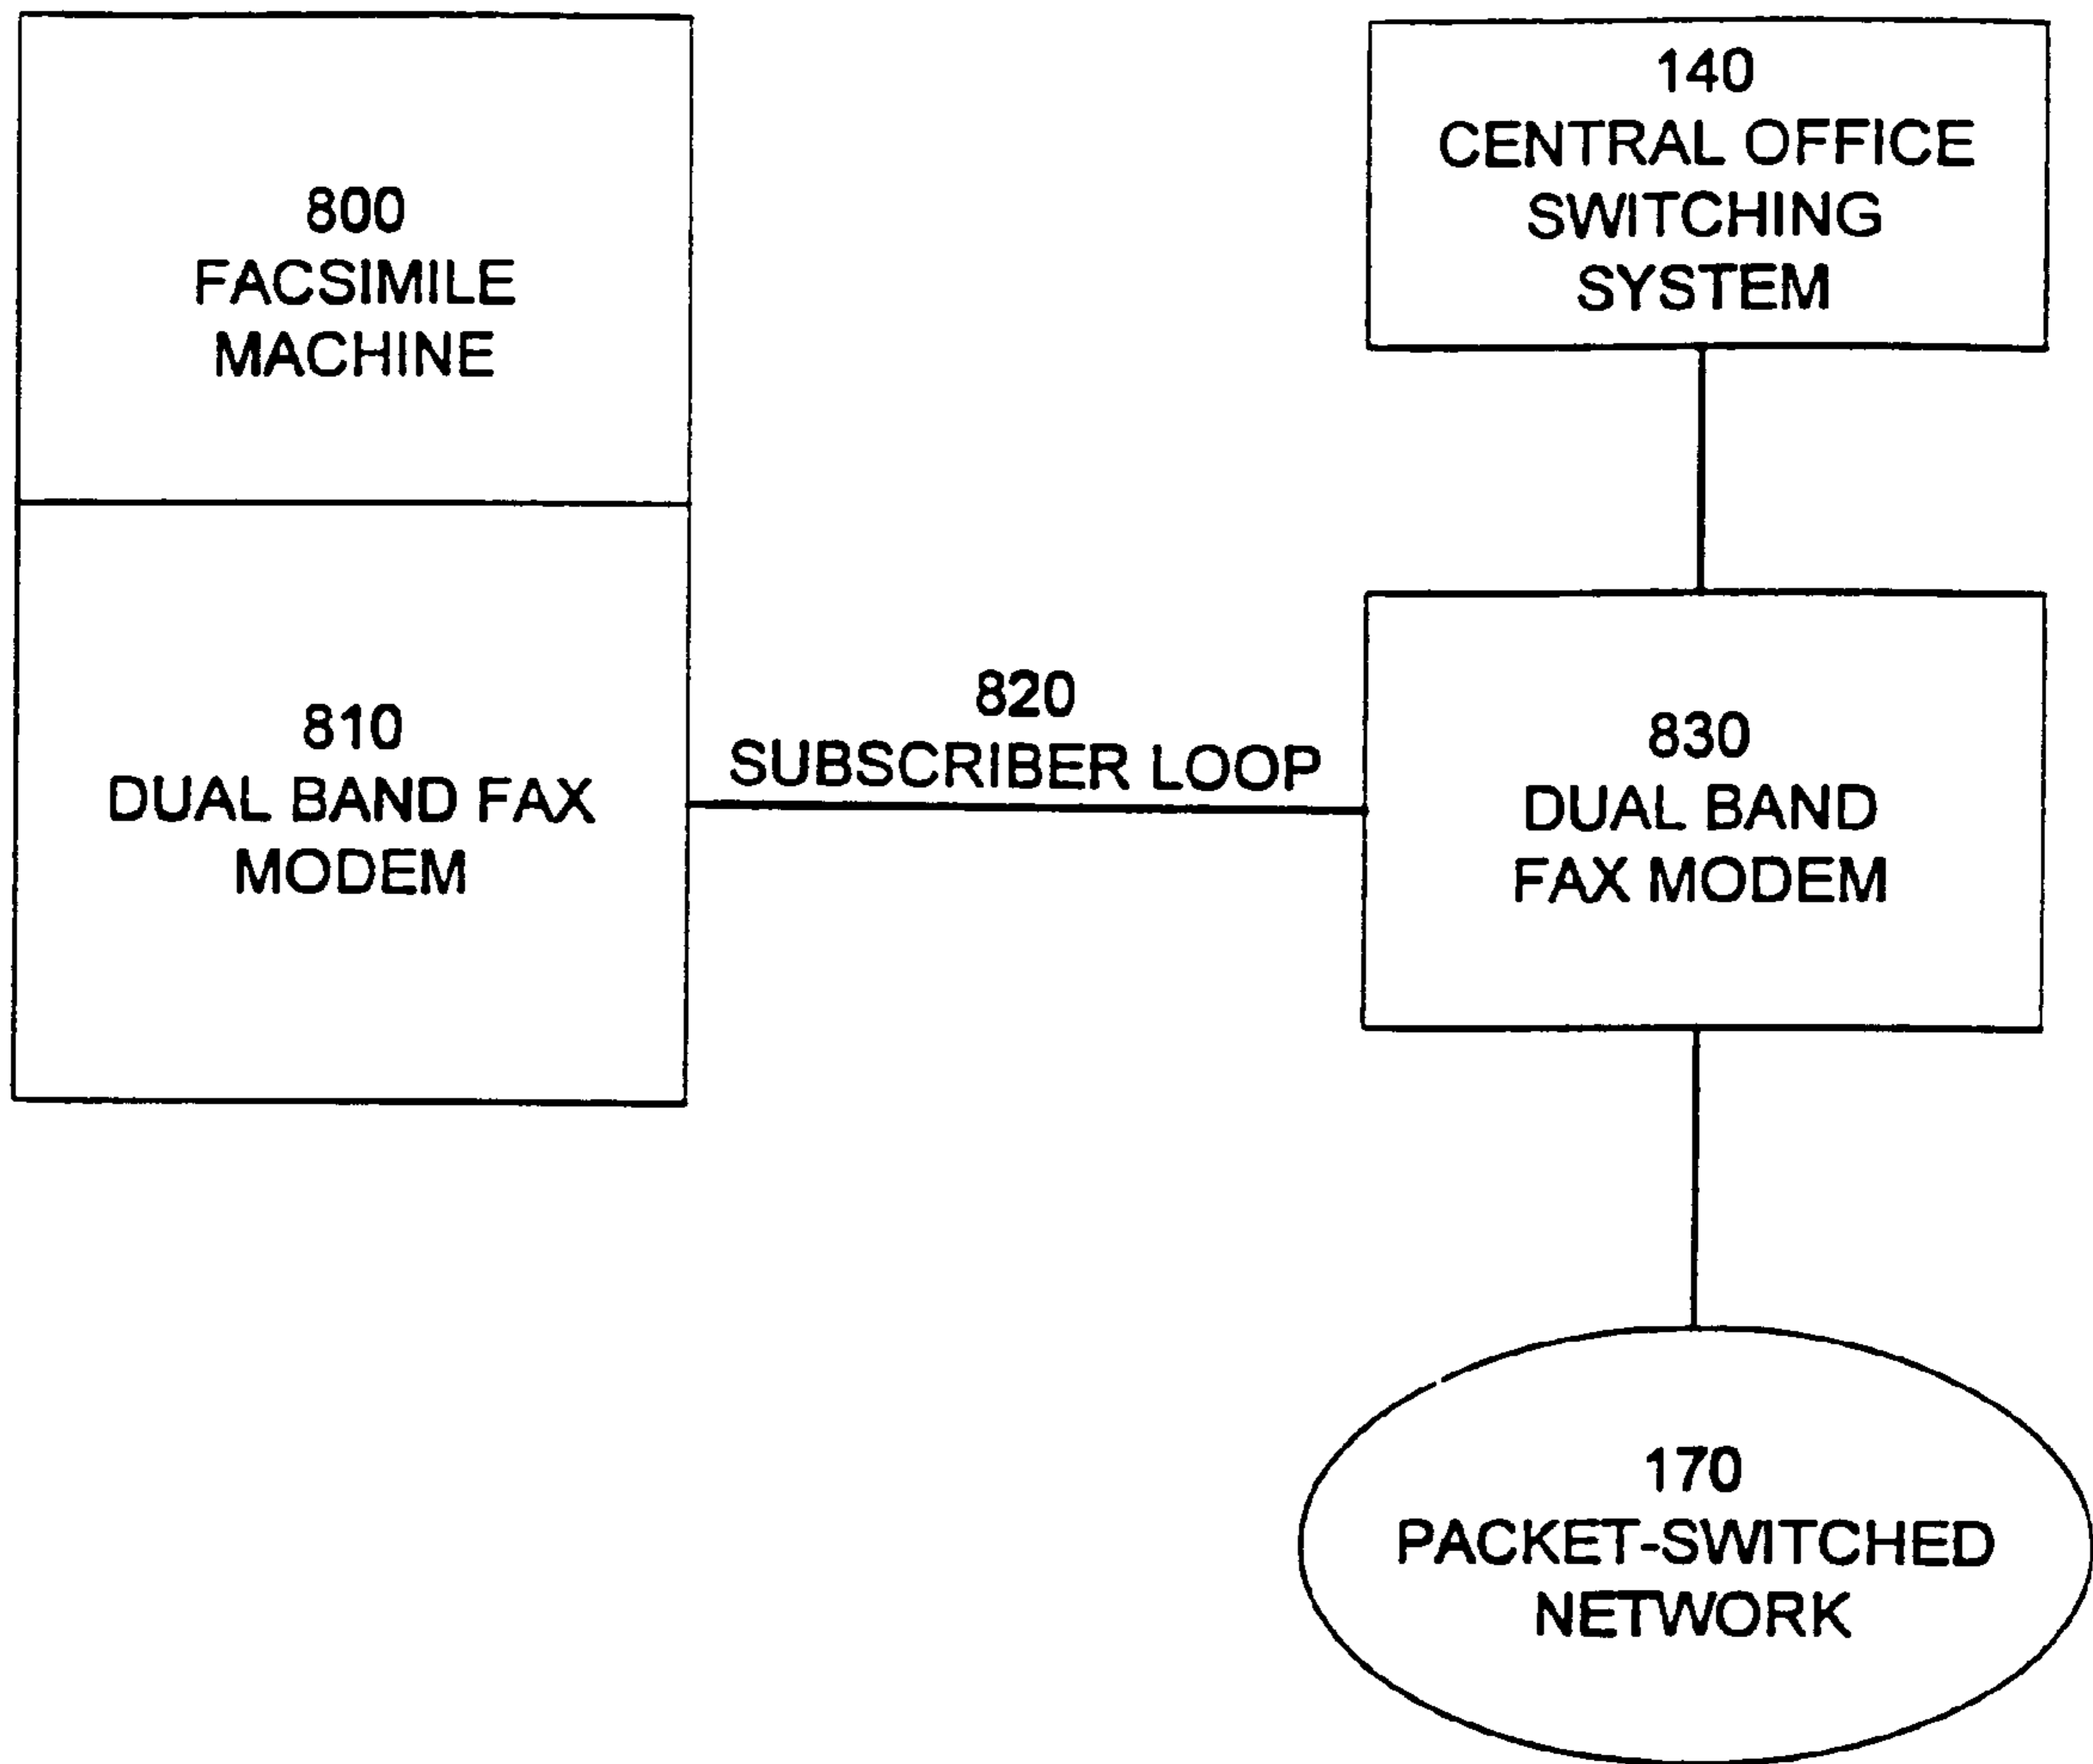 800
FACSIMILE
MACHINE
810
DUAL BAND FAX
MODEM
820
SUBSCRIBER LOOP
140
CENTRAL OFFICE
SWITCHING
SYSTEM
830
DUAL BAND
FAX MODEM
170
PACKET-SWITCHED
NETWORK